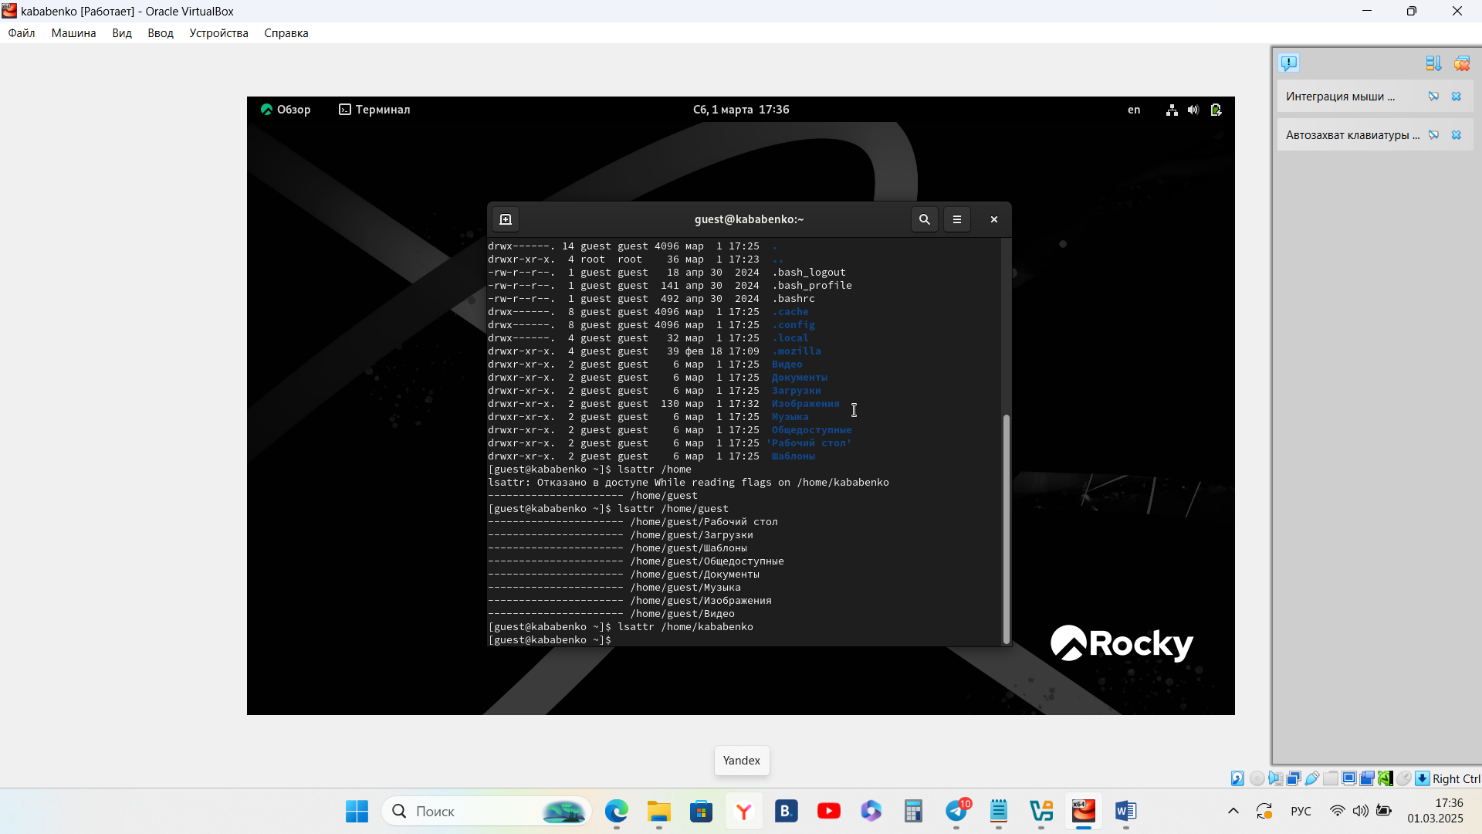 kababenko [Работает] - Oracle VirtualBox
Файл Машина Вид Ввод Устройства Справка
Интеграция мыши ...
Автозахват клавиатуры ...
Обзор Терминал Сб, 1 марта 17:36 en
guest@kababenko:~
drwx------. 14 guest guest 4096 мар  1 17:25  .
drwxr-xr-x.  4 root  root    36 мар  1 17:23  ..
-rw-r--r--.  1 guest guest   18 апр 30  2024  .bash_logout
-rw-r--r--.  1 guest guest  141 апр 30  2024  .bash_profile
-rw-r--r--.  1 guest guest  492 апр 30  2024  .bashrc
drwx------.  8 guest guest 4096 мар  1 17:25  .cache
drwx------.  8 guest guest 4096 мар  1 17:25  .config
drwx------.  4 guest guest   32 мар  1 17:25  .local
drwxr-xr-x.  4 guest guest   39 фев 18 17:09  .mozilla
drwxr-xr-x.  2 guest guest    6 мар  1 17:25  Видео
drwxr-xr-x.  2 guest guest    6 мар  1 17:25  Документы
drwxr-xr-x.  2 guest guest    6 мар  1 17:25  Загрузки
drwxr-xr-x.  2 guest guest  130 мар  1 17:32  Изображения
drwxr-xr-x.  2 guest guest    6 мар  1 17:25  Музыка
drwxr-xr-x.  2 guest guest    6 мар  1 17:25  Общедоступные
drwxr-xr-x.  2 guest guest    6 мар  1 17:25 'Рабочий стол'
drwxr-xr-x.  2 guest guest    6 мар  1 17:25  Шаблоны
[guest@kababenko ~]$ lsattr /home
lsattr: Отказано в доступе While reading flags on /home/kababenko
---------------------- /home/guest
[guest@kababenko ~]$ lsattr /home/guest
---------------------- /home/guest/Рабочий стол
---------------------- /home/guest/Загрузки
---------------------- /home/guest/Шаблоны
---------------------- /home/guest/Общедоступные
---------------------- /home/guest/Документы
---------------------- /home/guest/Музыка
---------------------- /home/guest/Изображения
---------------------- /home/guest/Видео
[guest@kababenko ~]$ lsattr /home/kababenko
[guest@kababenko ~]$
Rocky
Yandex
Right Ctrl
Поиск
B.
10
x64
РУС
17:36
01.03.2025